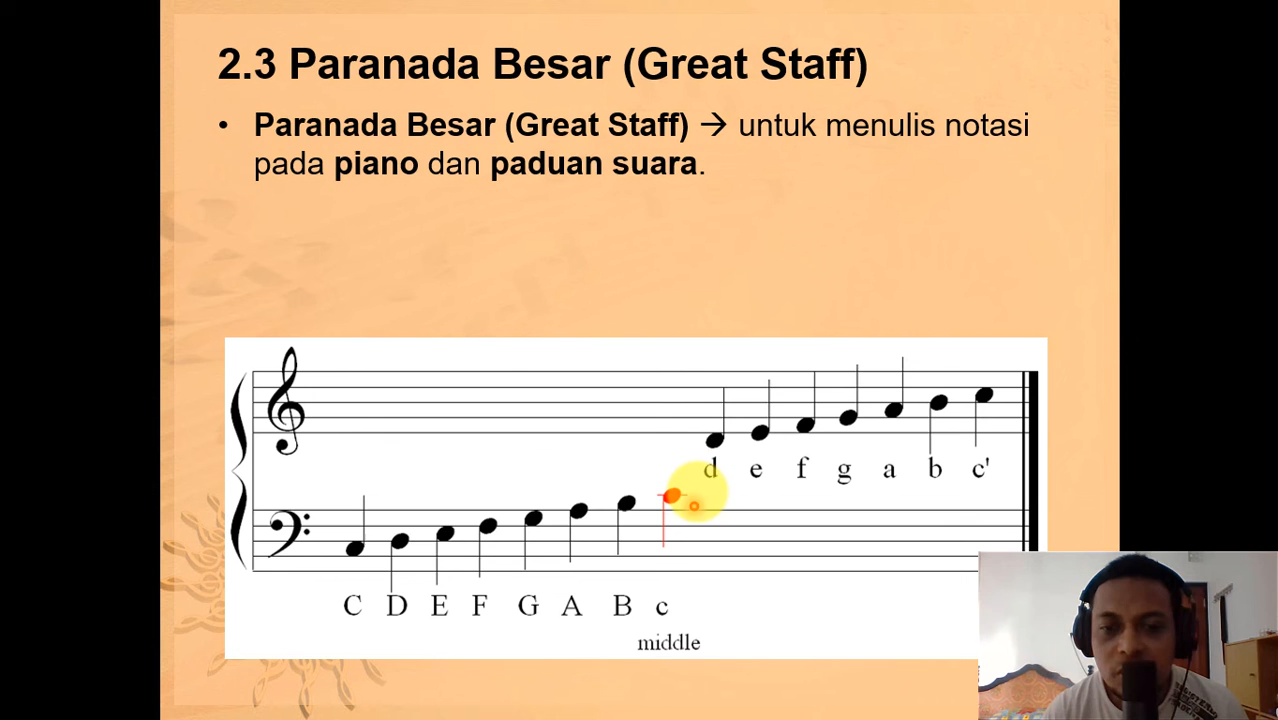 2.3 Paranada Besar (Great Staff)
• Paranada Besar (Great Staff) → untuk menulis notasi
pada piano dan paduan suara.
d e f g a b c'
C D E F G A B c
middle